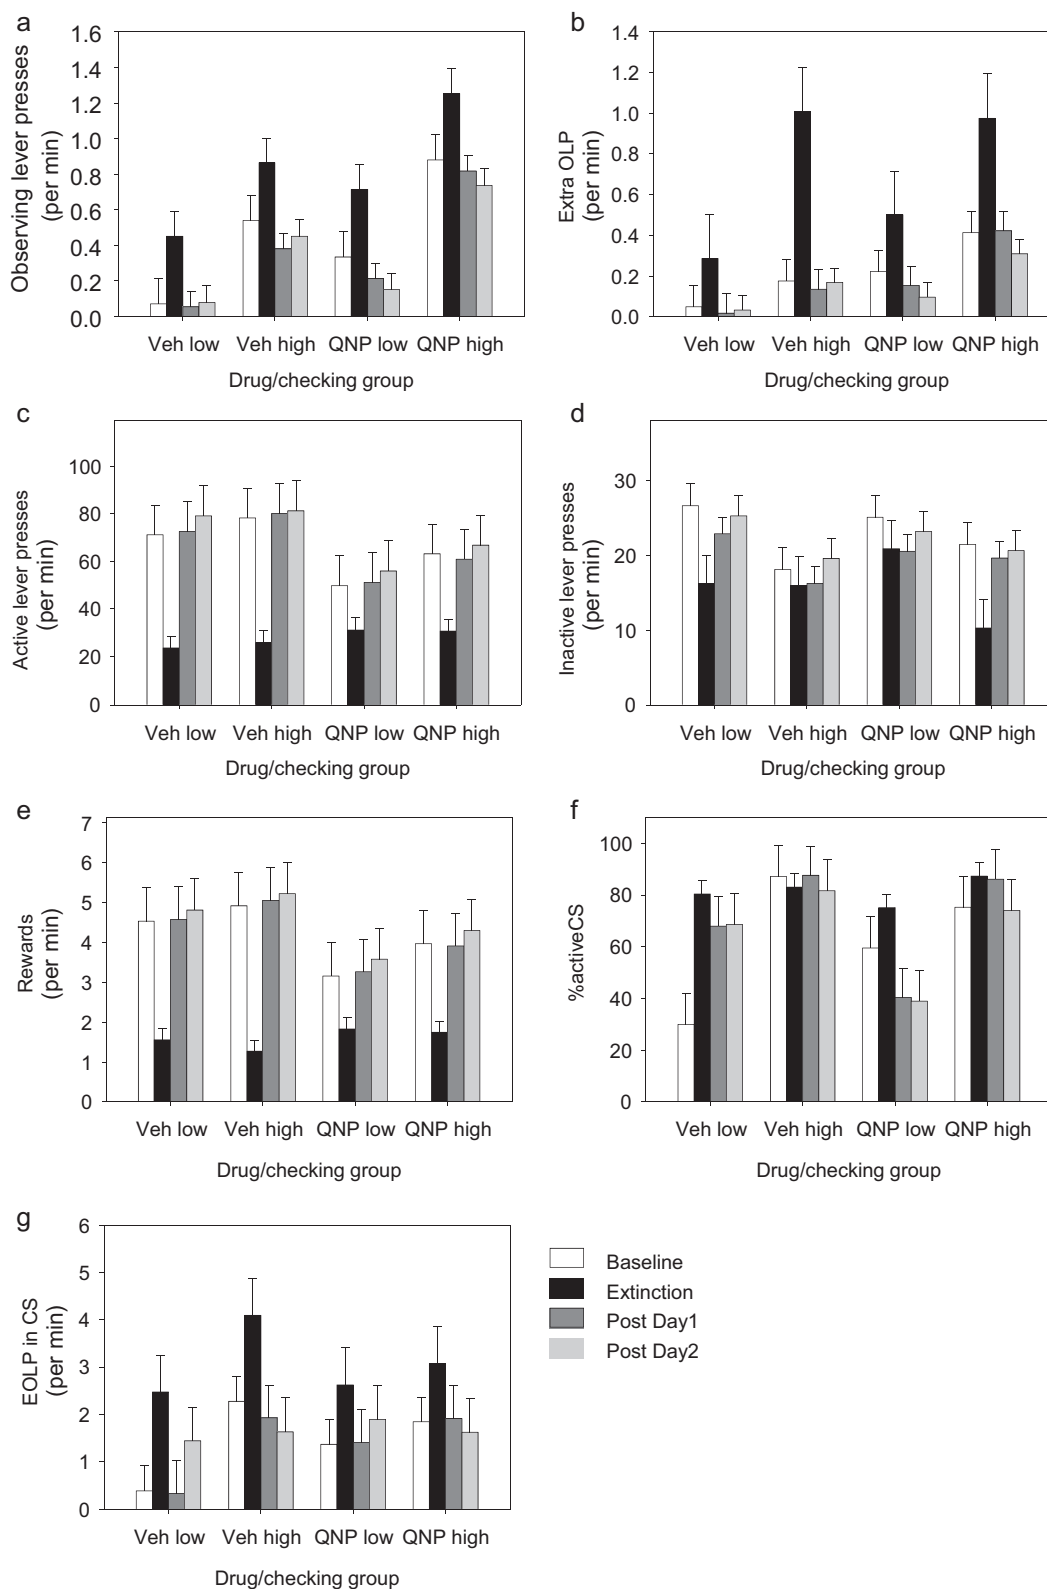 a
1.6
1.4
1.2
1.0
0.8
0.6
0.4
0.2
0.0
Observing lever presses
(per min)
Veh low Veh high QNP low QNP high
Drug/checking group
b
1.4
1.2
1.0
0.8
0.6
0.4
0.2
0.0
Extra OLP
(per min)
Veh low Veh high QNP low QNP high
Drug/checking group
c
100
80
60
40
20
0
Active lever presses
(per min)
Veh low Veh high QNP low QNP high
Drug/checking group
d
30
20
10
0
Inactive lever presses
(per min)
Veh low Veh high QNP low QNP high
Drug/checking group
e
7
6
5
4
3
2
1
0
Rewards
(per min)
Veh low Veh high QNP low QNP high
Drug/checking group
f
100
80
60
40
20
0
%activeCS
Veh low Veh high QNP low QNP high
Drug/checking group
g
6
5
4
3
2
1
0
EOLP in CS
(per min)
Veh low Veh high QNP low QNP high
Drug/checking group
Baseline
Extinction
Post Day1
Post Day2